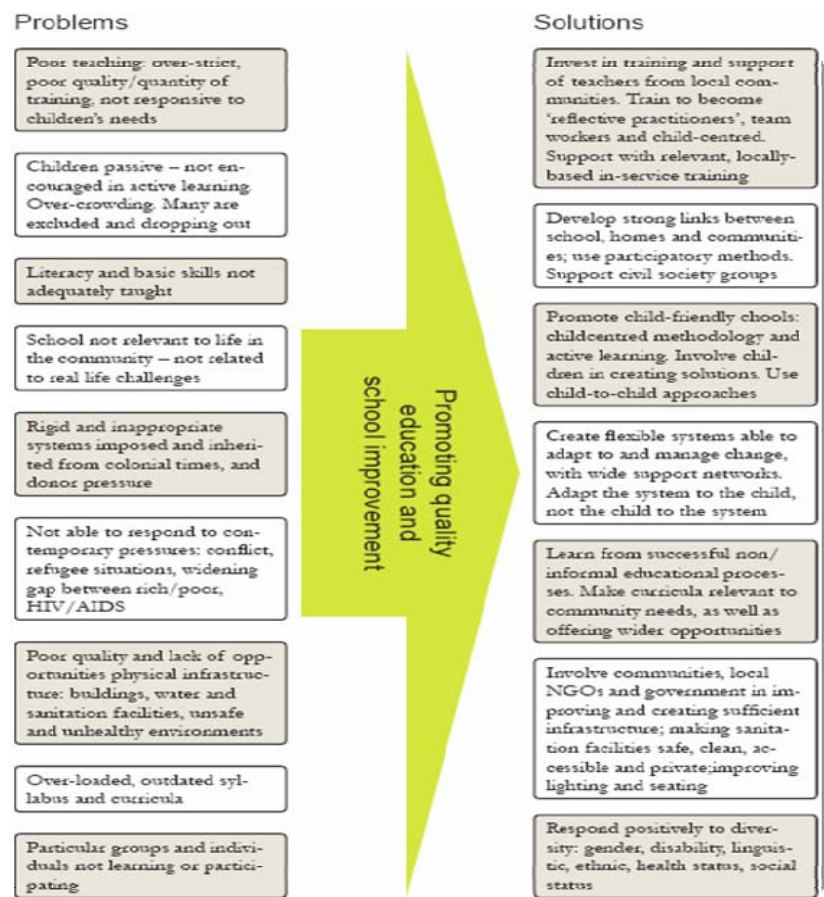 Problems
Poor teaching: over-strict,
poor quality/quantity of
training, not responsive to
children's needs
Children passive – not en-
couraged in active learning.
Over-crowding. Many are
excluded and dropping out
Literacy and basic skills not
adequately taught
School not relevant to life in
the community – not related
to real life challenges
Rigid and inappropriate
systems imposed and inheri-
ted from colonial times, and
donor pressure
Not able to respond to con-
temporary pressures: conflict,
refugee situations, widening
gap between rich/poor,
HIV/AIDS
Poor quality and lack of opp-
ortunities physical infrastruc-
ture: buildings, water and
sanitation facilities, unsafe
and unhealthy environments
Over-loaded, outdated syl-
labus and curricula
Particular groups and individ-
uals not learning or partici-
pating
Promoting quality
education and
school improvement
Solutions
Invest in training and support
of teachers from local com-
munities. Train to become
'reflective practitioners', team
workers and child-centred.
Support with relevant, locally-
based in-service training
Develop strong links between
school, homes and communiti-
es; use participatory methods.
Support civil society groups
Promote child-friendly chools:
childcentred methodology and
active learning. Involve chil-
dren in creating solutions. Use
child-to-child approaches
Create flexible systems able to
adapt to and manage change,
with wide support networks.
Adapt the system to the child,
not the child to the system
Learn from successful non/
informal educational proces-
ses. Make curricula relevant to
community needs, as well as
offering wider opportunities
Involve communities, local
NGOs and government in im-
proving and creating sufficient
infrastructure; making sanita-
tion facilities safe, clean, ac-
cessible and private;improving
lighting and seating
Respond positively to diver-
sity: gender, disability, linguis-
tic, ethnic, health status, social
status